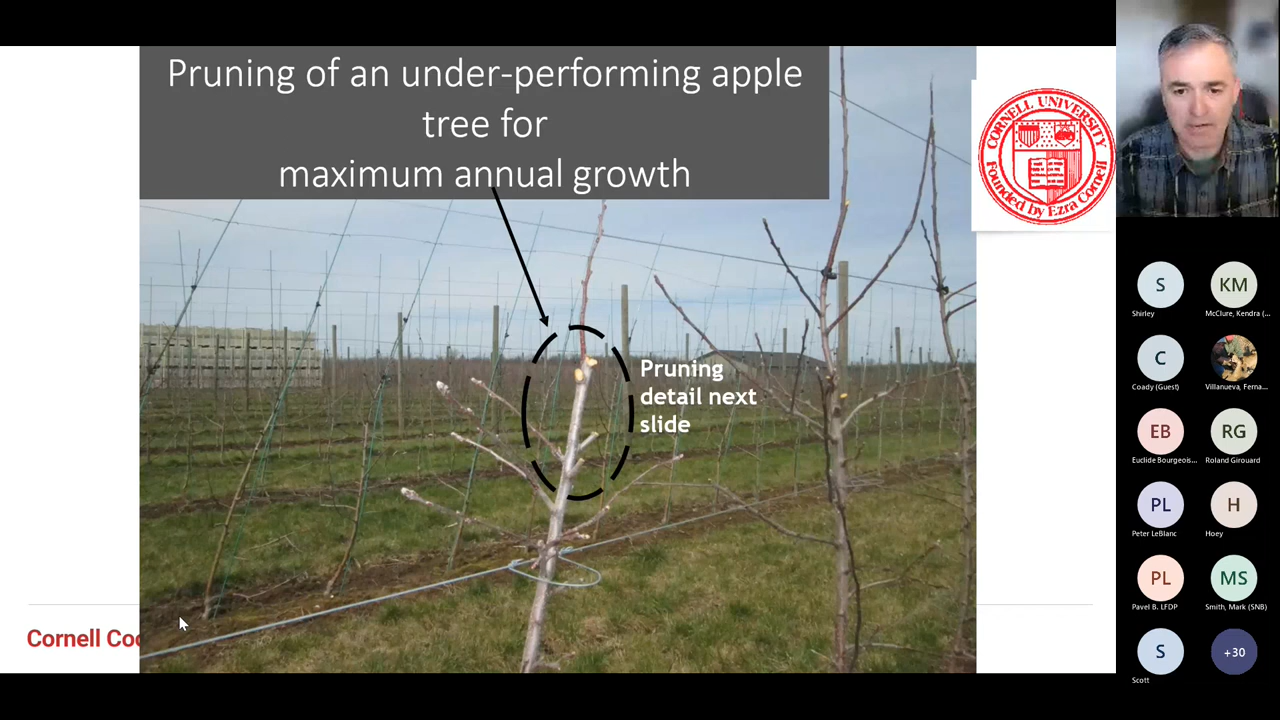 Pruning of an under-performing apple
tree for
maximum annual growth
Pruning
detail next
slide
Cornell Coo
CORNELL UNIVERSITY
Founded by Ezra Cornell
S
Shirley
KM
McClure, Kendra (...
C
Coady (Guest)
Villanueva, Ferna...
EB
Euclide Bourgeois...
RG
Roland Girouard
PL
Peter LeBlanc
H
Hoey
PL
Pavel B. LFDP
MS
Smith, Mark (SNB)
S
Scott
+30